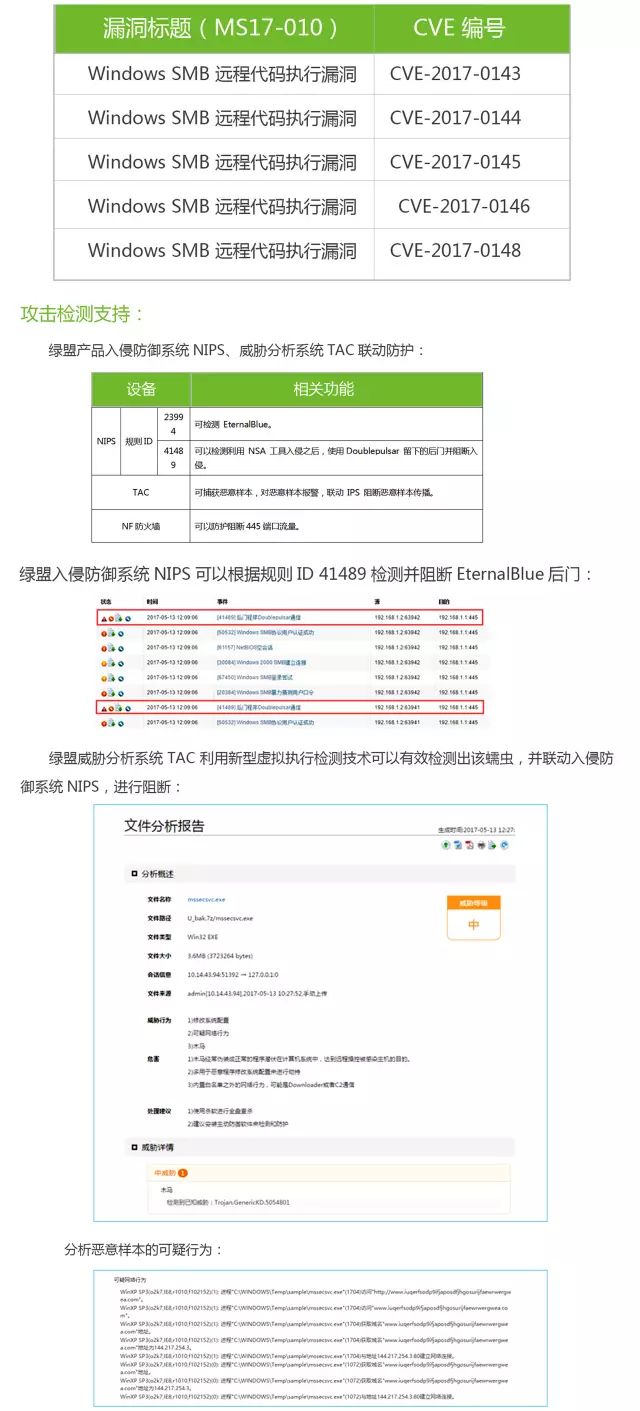 漏洞标题（MS17-010） CVE 编号
Windows SMB 远程代码执行漏洞 CVE-2017-0143
Windows SMB 远程代码执行漏洞 CVE-2017-0144
Windows SMB 远程代码执行漏洞 CVE-2017-0145
Windows SMB 远程代码执行漏洞 CVE-2017-0146
Windows SMB 远程代码执行漏洞 CVE-2017-0148
攻击检测支持：
绿盟产品入侵防御系统 NIPS、威胁分析系统 TAC 联动防护：
设备 相关功能
NIPS 规则 ID
2399
4
可检测 EternalBlue。
4148
9
可以检测利用 NSA 工具入侵之后，使用 Doublepulsar 留下的后门并阻断入
侵。
TAC 可捕获恶意样本，对恶意样本报警，联动 IPS 阻断恶意样本传播。
NF 防火墙 可以防护阻断 445 端口流量。
绿盟入侵防御系统 NIPS 可以根据规则 ID 41489 检测并阻断 EternalBlue 后门：
状态 时间 事件 源 目的
2017-05-13 12:09:06 [41489]后门程序Doublepulsar通信 192.168.1.2:63942 192.168.1.1:445
2017-05-13 12:09:06 [50532] Windows SMB协议用户认证成功 192.168.1.2:63942 192.168.1.1:445
2017-05-13 12:09:06 [61157] NetBIOS空会话 192.168.1.2:63942 192.168.1.1:445
2017-05-13 12:09:06 [30084] Windows 2000 SMB建立连接 192.168.1.2:63942 192.168.1.1:445
2017-05-13 12:09:06 [67450] Windows SMB登录尝试 192.168.1.2:63942 192.168.1.1:445
2017-05-13 12:09:06 [20384] Windows SMB暴力猜测用户口令 192.168.1.2:63942 192.168.1.1:445
2017-05-13 12:09:06 [41489]后门程序Doublepulsar通信 192.168.1.2:63941 192.168.1.1:445
2017-05-13 12:09:06 [50532] Windows SMB协议用户认证成功 192.168.1.2:63941 192.168.1.1:445
绿盟威胁分析系统 TAC 利用新型虚拟执行检测技术可以有效检测出该蠕虫，并联动入侵防
御系统 NIPS，进行阻断：
文件分析报告
生成时间:2017-05-13 12:27:
分析概述
文件名称 mssecsvc.exe
威胁等级
中
文件路径 U_bak.7z/mssecsvc.exe
文件类型 Win32 EXE
文件大小 3.6MB (3723264 bytes)
会话信息 10.14.43.94:51392 → 127.0.0.1:0
文件来源 admin[10.14.43.94],2017-05-13 10:27:52,手动上传
威胁行为 1)修改系统配置
2)可疑网络行为
3)木马
危害 1)木马经常伪装成正常的程序潜伏在计算机系统中，达到远程操控被感染主机的目的。
2)多用于恶意程序修改系统配置来进行劫持
3)内置白名单之外的网络行为，可能是Downloader或者C2通信
处理建议 1)使用杀软进行全盘查杀
2)建议安装主动防御软件来检测和防护
威胁详情
中威胁 1
木马
检测到已知威胁：Trojan.GenericKD.5054801
分析恶意样本的可疑行为：
可疑网络行为
WinXP SP3(o2k7,IE8,r1010,f102152)(1): 进程"C:\WINDOWS\Temp\sample\mssecsvc.exe"(1704)访问"http://www.iuqerfsodp9ifjaposdfjhgosurijfaewrwergw
ea.com"。
WinXP SP3(o2k7,IE8,r1010,f102152)(1): 进程"C:\WINDOWS\Temp\sample\mssecsvc.exe"(1704)访问"www.iuqerfsodp9ifjaposdfjhgosurijfaewrwergwea.co
m"。
WinXP SP3(o2k7,IE8,r1010,f102152)(1): 进程"C:\WINDOWS\Temp\sample\mssecsvc.exe"(1704)获取域名"www.iuqerfsodp9ifjaposdfjhgosurijfaewrwergwe
a.com"地址。
WinXP SP3(o2k7,IE8,r1010,f102152)(1): 进程"C:\WINDOWS\Temp\sample\mssecsvc.exe"(1704)获取域名"www.iuqerfsodp9ifjaposdfjhgosurijfaewrwergwe
a.com"地址为144.217.254.3。
WinXP SP3(o2k7,IE8,r1010,f102152)(1): 进程"C:\WINDOWS\Temp\sample\mssecsvc.exe"(1704)与地址144.217.254.3:80建立网络连接。
WinXP SP3(o2k7,IE8,r1010,f102152)(0): 进程"C:\WINDOWS\Temp\sample\mssecsvc.exe"(1072)获取域名"www.iuqerfsodp9ifjaposdfjhgosurijfaewrwergwe
a.com"地址。
WinXP SP3(o2k7,IE8,r1010,f102152)(0): 进程"C:\WINDOWS\Temp\sample\mssecsvc.exe"(1072)获取域名"www.iuqerfsodp9ifjaposdfjhgosurijfaewrwergwe
a.com"地址为144.217.254.3。
WinXP SP3(o2k7,IE8,r1010,f102152)(0): 进程"C:\WINDOWS\Temp\sample\mssecsvc.exe"(1072)与地址144.217.254.3:80建立网络连接。